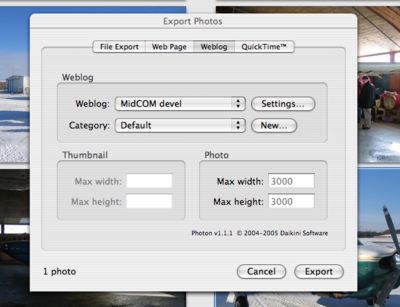 Export Photos
File Export Web Page Weblog QuickTime™
Weblog
Weblog: MidCOM devel Settings...
Category: Default New...
Thumbnail Photo
Max width: Max width: 3000
Max height: Max height: 3000
Photon v1.1.1 © 2004–2005 Daikini Software
1 photo Cancel Export